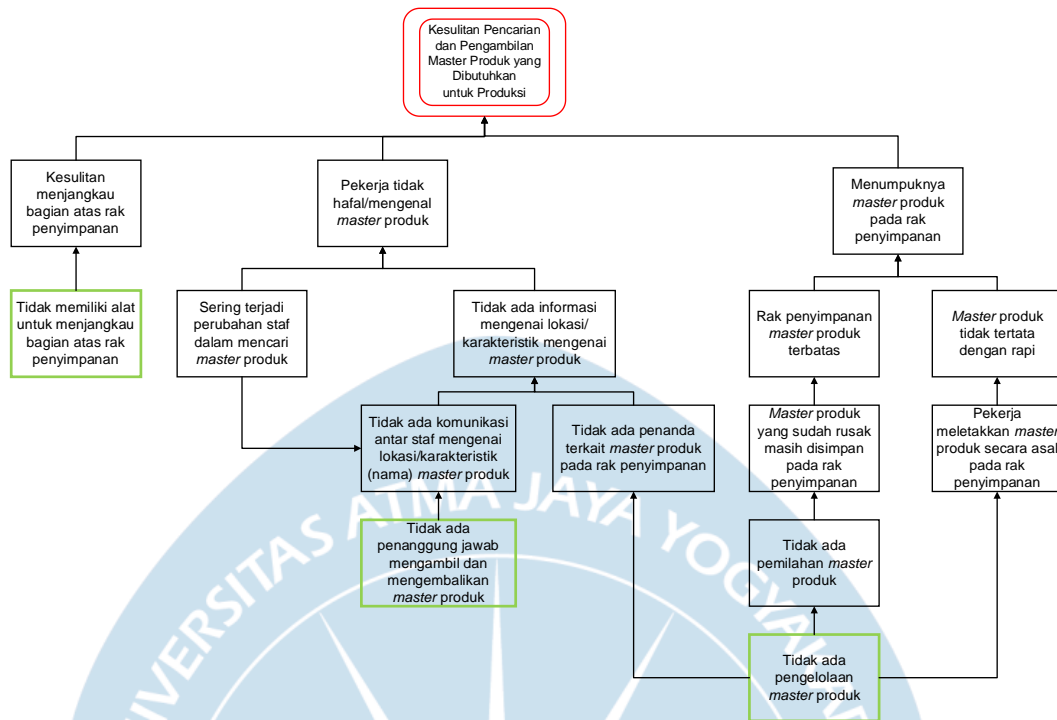 Kesulitan Pencarian
dan Pengambilan
Master Produk yang
Dibutuhkan
untuk Produksi
Kesulitan
menjangkau
bagian atas rak
penyimpanan
Pekerja tidak
hafal/mengenal
master produk
Menumpuknya
master produk
pada rak
penyimpanan
Tidak memiliki alat
untuk menjangkau
bagian atas rak
penyimpanan
Sering terjadi
perubahan staf
dalam mencari
master produk
Tidak ada informasi
mengenai lokasi/
karakteristik mengenai
master produk
Rak penyimpanan
master produk
terbatas
Master produk
tidak tertata
dengan rapi
Tidak ada komunikasi
antar staf mengenai
lokasi/karakteristik
(nama) master produk
Tidak ada penanda
terkait master produk
pada rak penyimpanan
Master produk
yang sudah rusak
masih disimpan
pada rak
penyimpanan
Pekerja
meletakkan master
produk secara asal
pada rak
penyimpanan
Tidak ada
penanggung jawab
mengambil dan
mengembalikan
master produk
Tidak ada
pemilahan master
produk
Tidak ada
pengelolaan
master produk
UNIVERSITAS ATMA JAYA YOGYAK